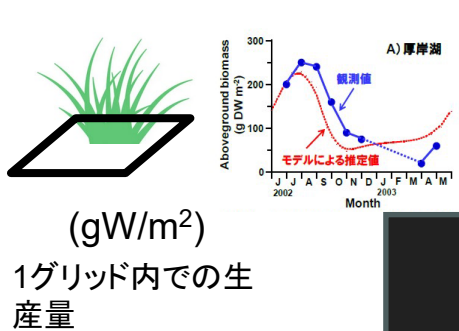 A) 厚岸湖
観測値
モデルによる推定値
Aboveground biomass
(g DW m⁻²)
300
200
100
0
J J A S O N D J F M A M
2002 2003
Month
(gW/m²)
1グリッド内での生
産量